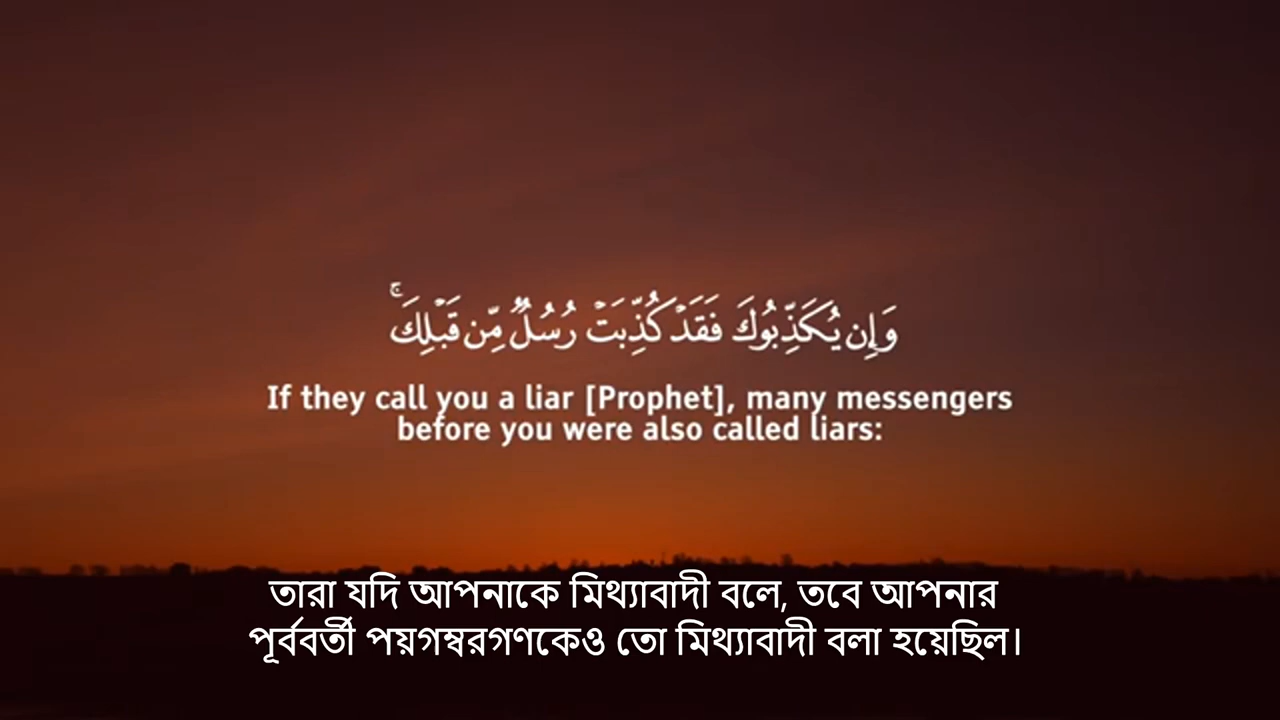 وَإِن يُكَذِّبُوكَ فَقَدْ كُذِّبَتْ رُسُلٌ مِّن قَبْلِكَ ۚ
If they call you a liar [Prophet], many messengers
before you were also called liars:
তারা যদি আপনাকে মিথ্যাবাদী বলে, তবে আপনার
পূর্ববর্তী পয়গম্বরগণকেও তো মিথ্যাবাদী বলা হয়েছিল।